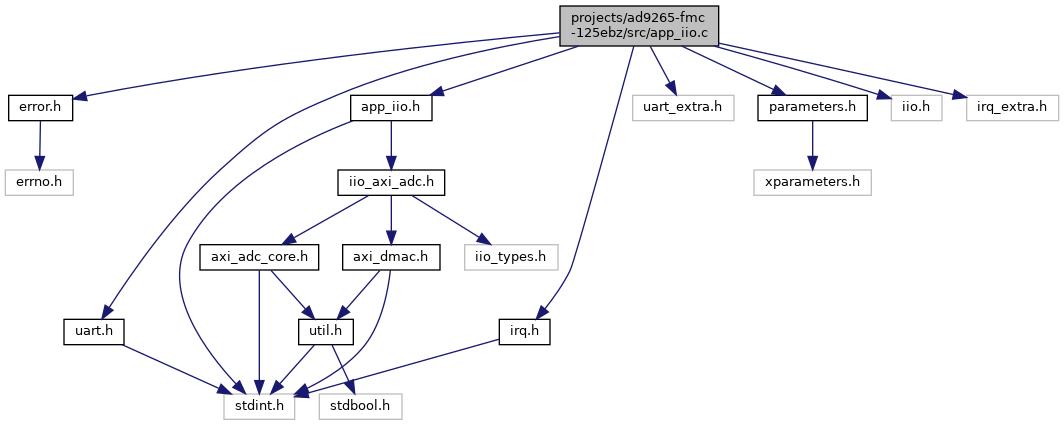 projects/ad9265-fmc
-125ebz/src/app_iio.c
error.h
app_iio.h
uart_extra.h
parameters.h
iio.h
irq_extra.h
errno.h
iio_axi_adc.h
xparameters.h
axi_adc_core.h
axi_dmac.h
iio_types.h
uart.h
util.h
irq.h
stdint.h
stdbool.h